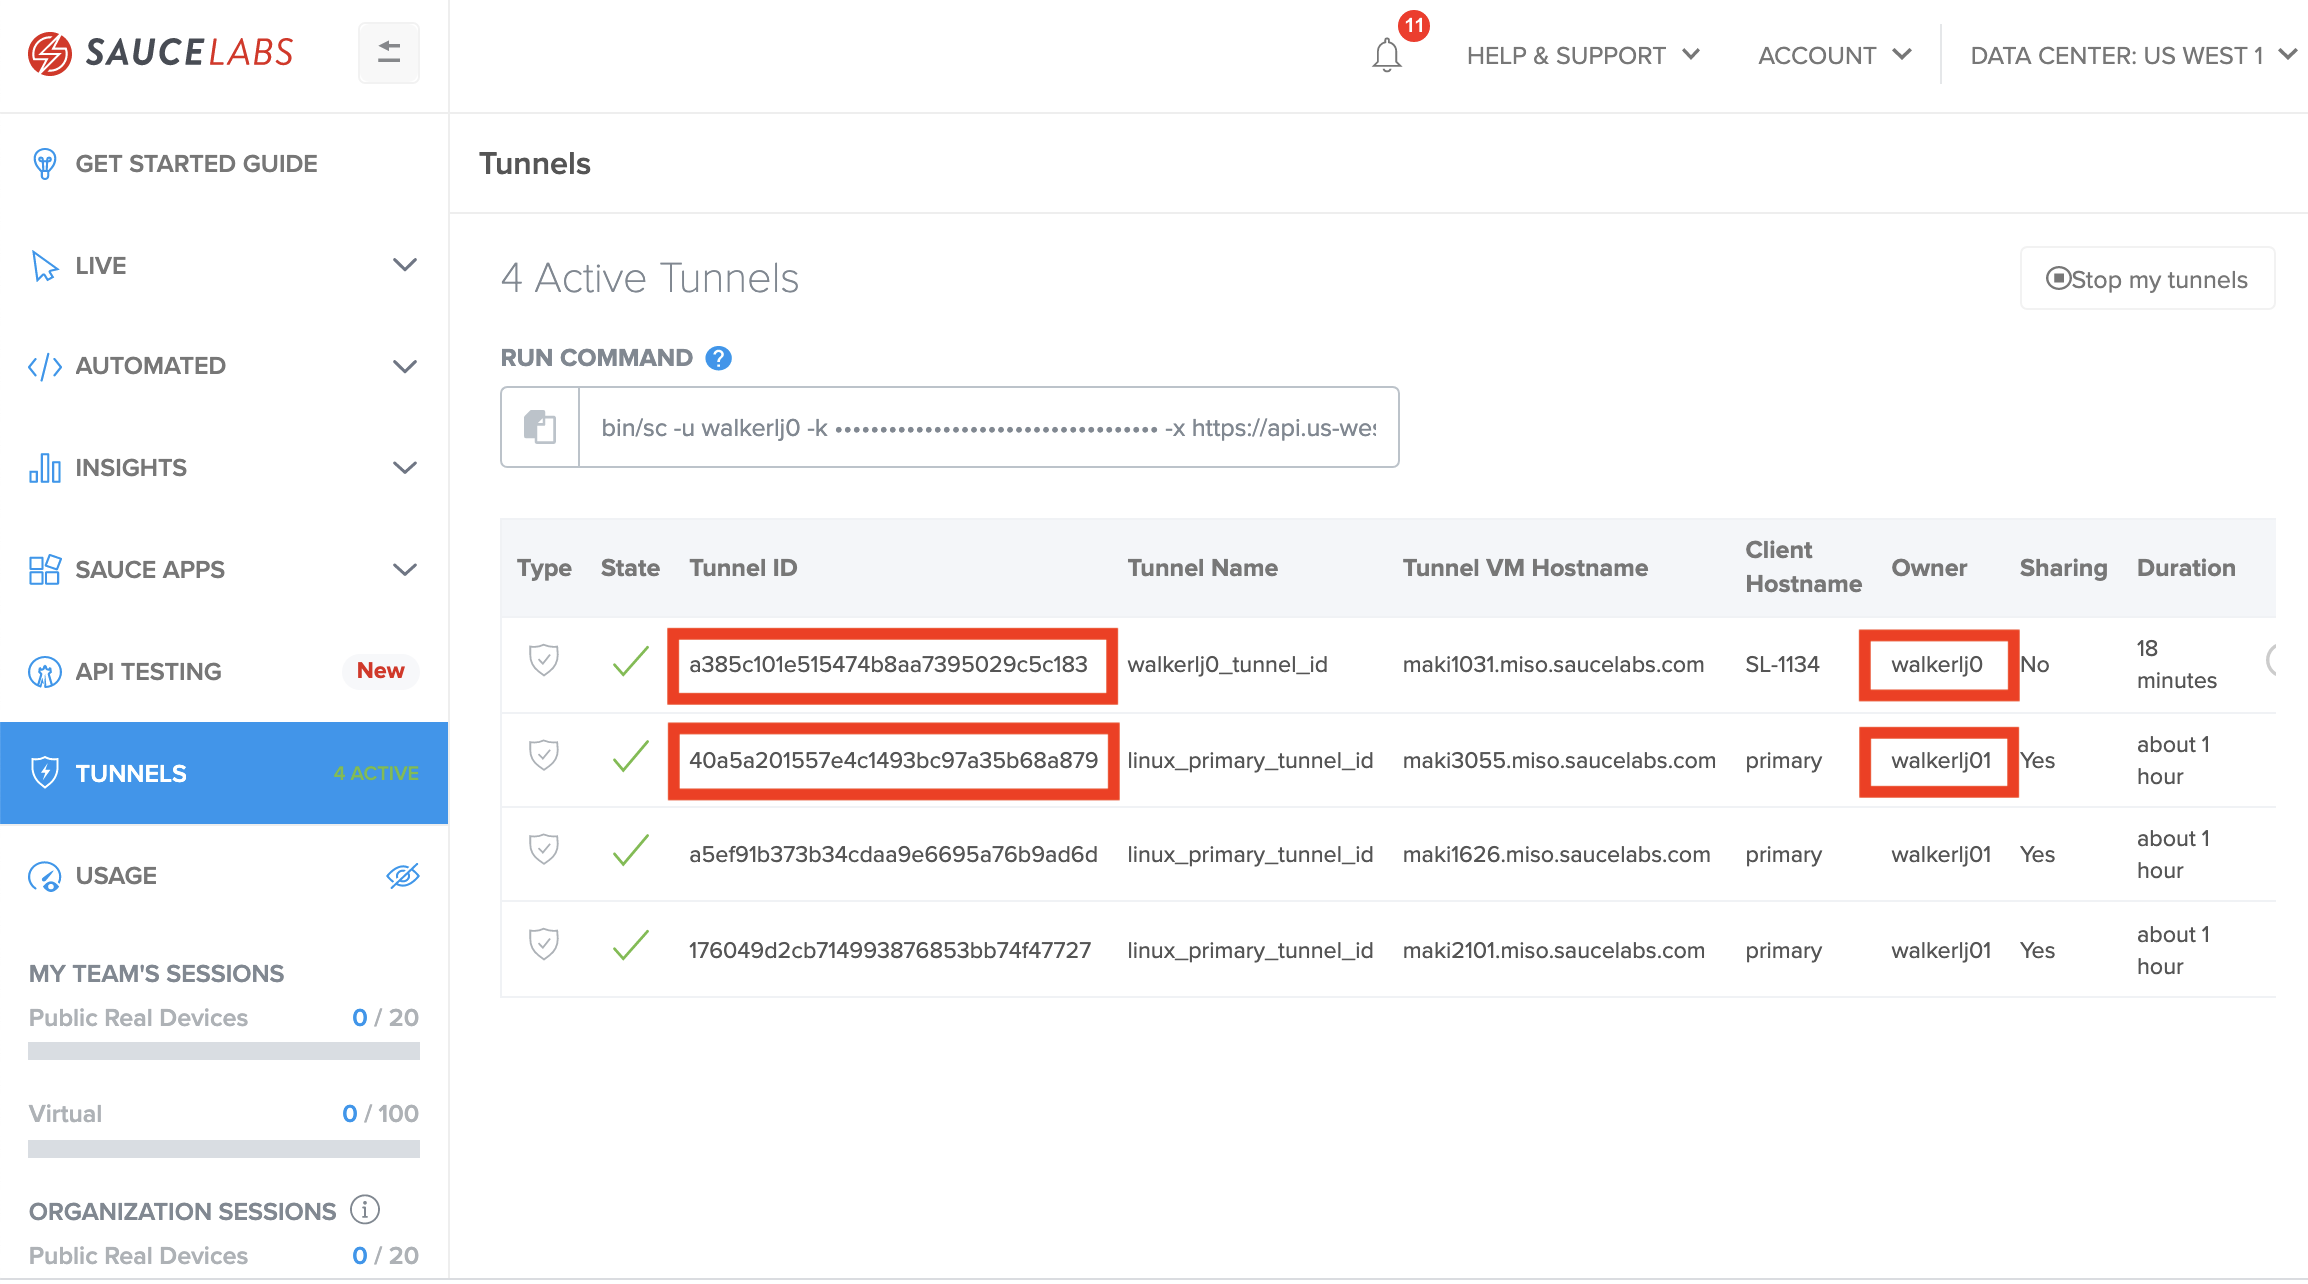 SAUCELABS
11
HELP & SUPPORT
ACCOUNT
DATA CENTER: US WEST 1
GET STARTED GUIDE
LIVE
AUTOMATED
INSIGHTS
SAUCE APPS
API TESTING New
TUNNELS 4 ACTIVE
USAGE
MY TEAM'S SESSIONS
Public Real Devices 0 / 20
Virtual 0 / 100
ORGANIZATION SESSIONS
Public Real Devices 0 / 20
Tunnels
4 Active Tunnels
Stop my tunnels
RUN COMMAND ?
bin/sc -u walkerlj0 -k •••••••••••••••••••••••••••••••••••• -x https://api.us-wes
Type State Tunnel ID Tunnel Name Tunnel VM Hostname Client Hostname Owner Sharing Duration
a385c101e515474b8aa7395029c5c183 walkerlj0_tunnel_id maki1031.miso.saucelabs.com SL-1134 walkerlj0 No 18 minutes
40a5a201557e4c1493bc97a35b68a879 linux_primary_tunnel_id maki3055.miso.saucelabs.com primary walkerlj01 Yes about 1 hour
a5ef91b373b34cdaa9e6695a76b9ad6d linux_primary_tunnel_id maki1626.miso.saucelabs.com primary walkerlj01 Yes about 1 hour
176049d2cb714993876853bb74f47727 linux_primary_tunnel_id maki2101.miso.saucelabs.com primary walkerlj01 Yes about 1 hour